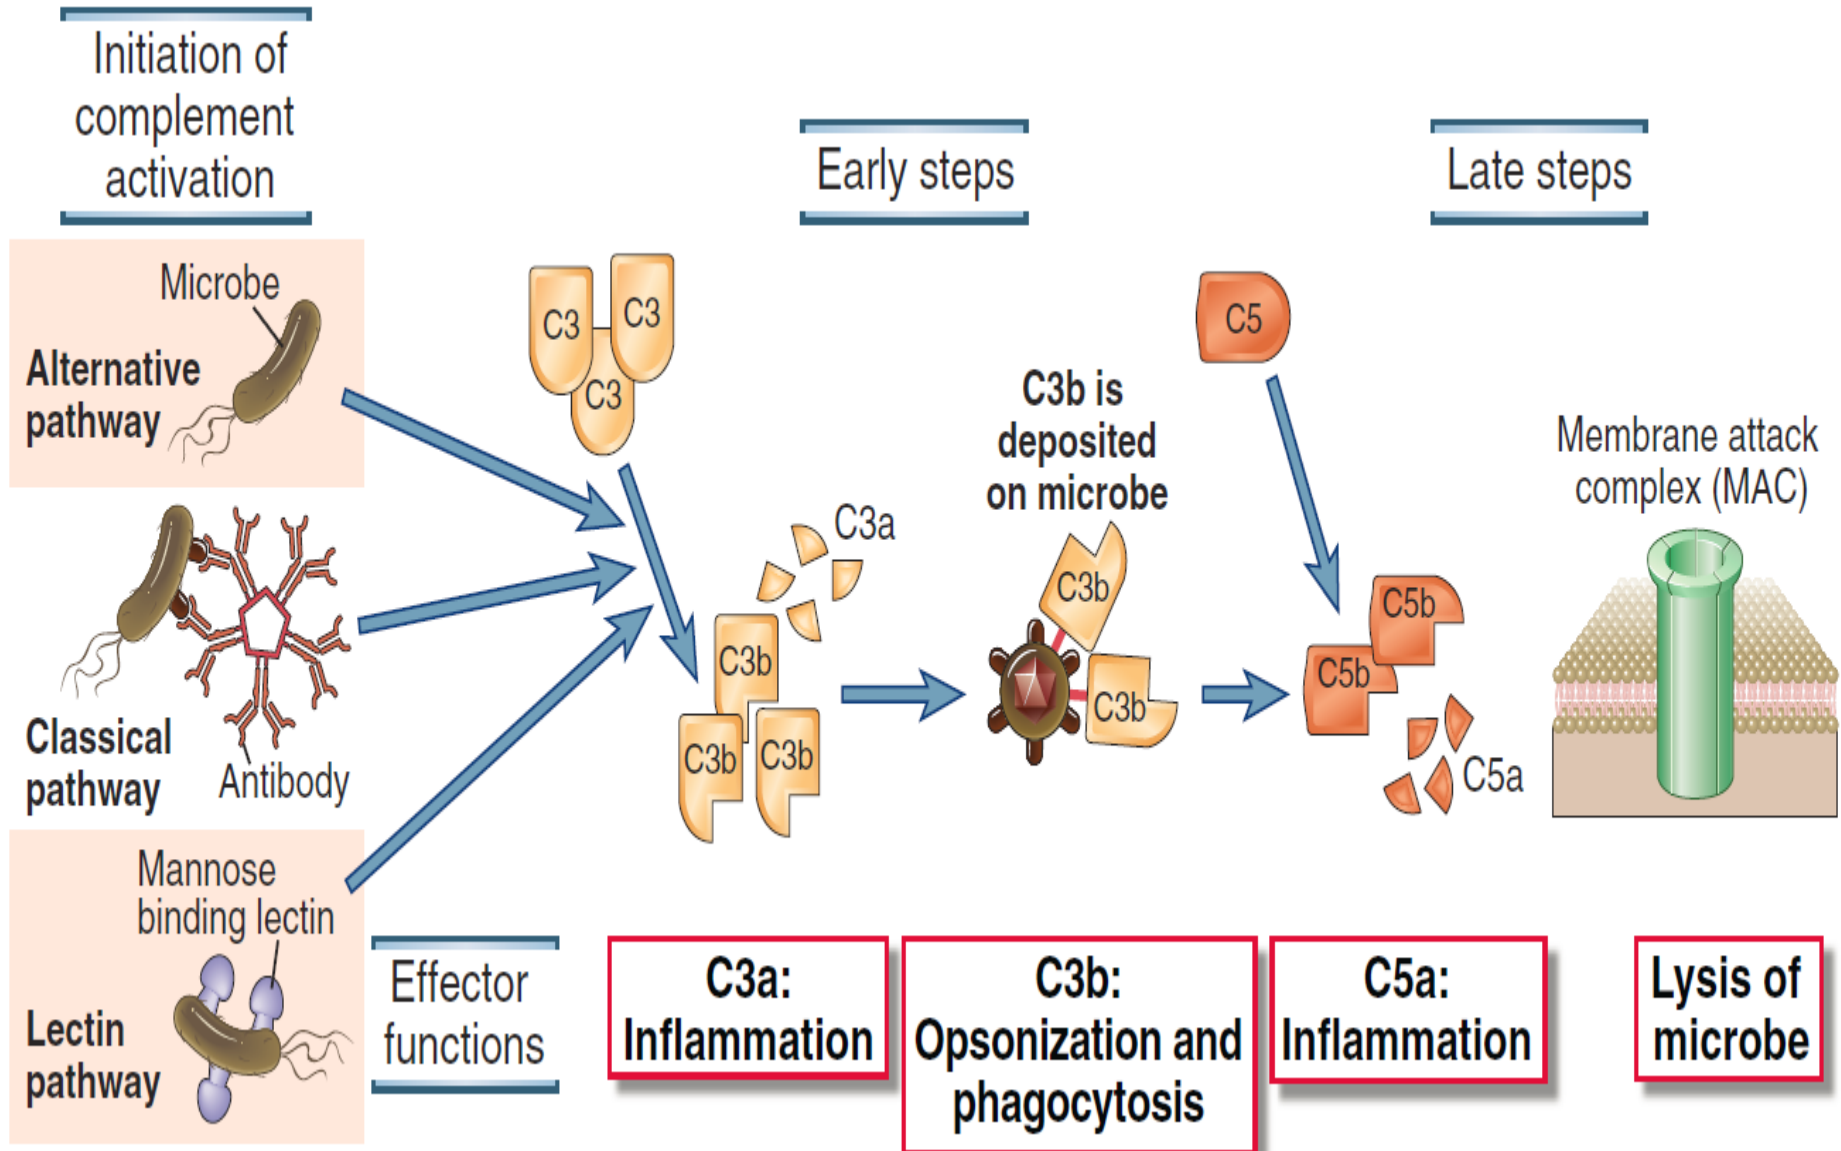 Initiation of
complement
activation
Early steps
Late steps
Microbe
Alternative
pathway
C3
C3
C3
C5
C3b is
deposited
on microbe
Membrane attack
complex (MAC)
C3a
C3b
C3b
C3b
C3b
C3b
C5b
C5b
C5a
Classical
pathway
Antibody
Mannose
binding lectin
Lectin
pathway
Effector
functions
C3a:
Inflammation
C3b:
Opsonization and
phagocytosis
C5a:
Inflammation
Lysis of
microbe